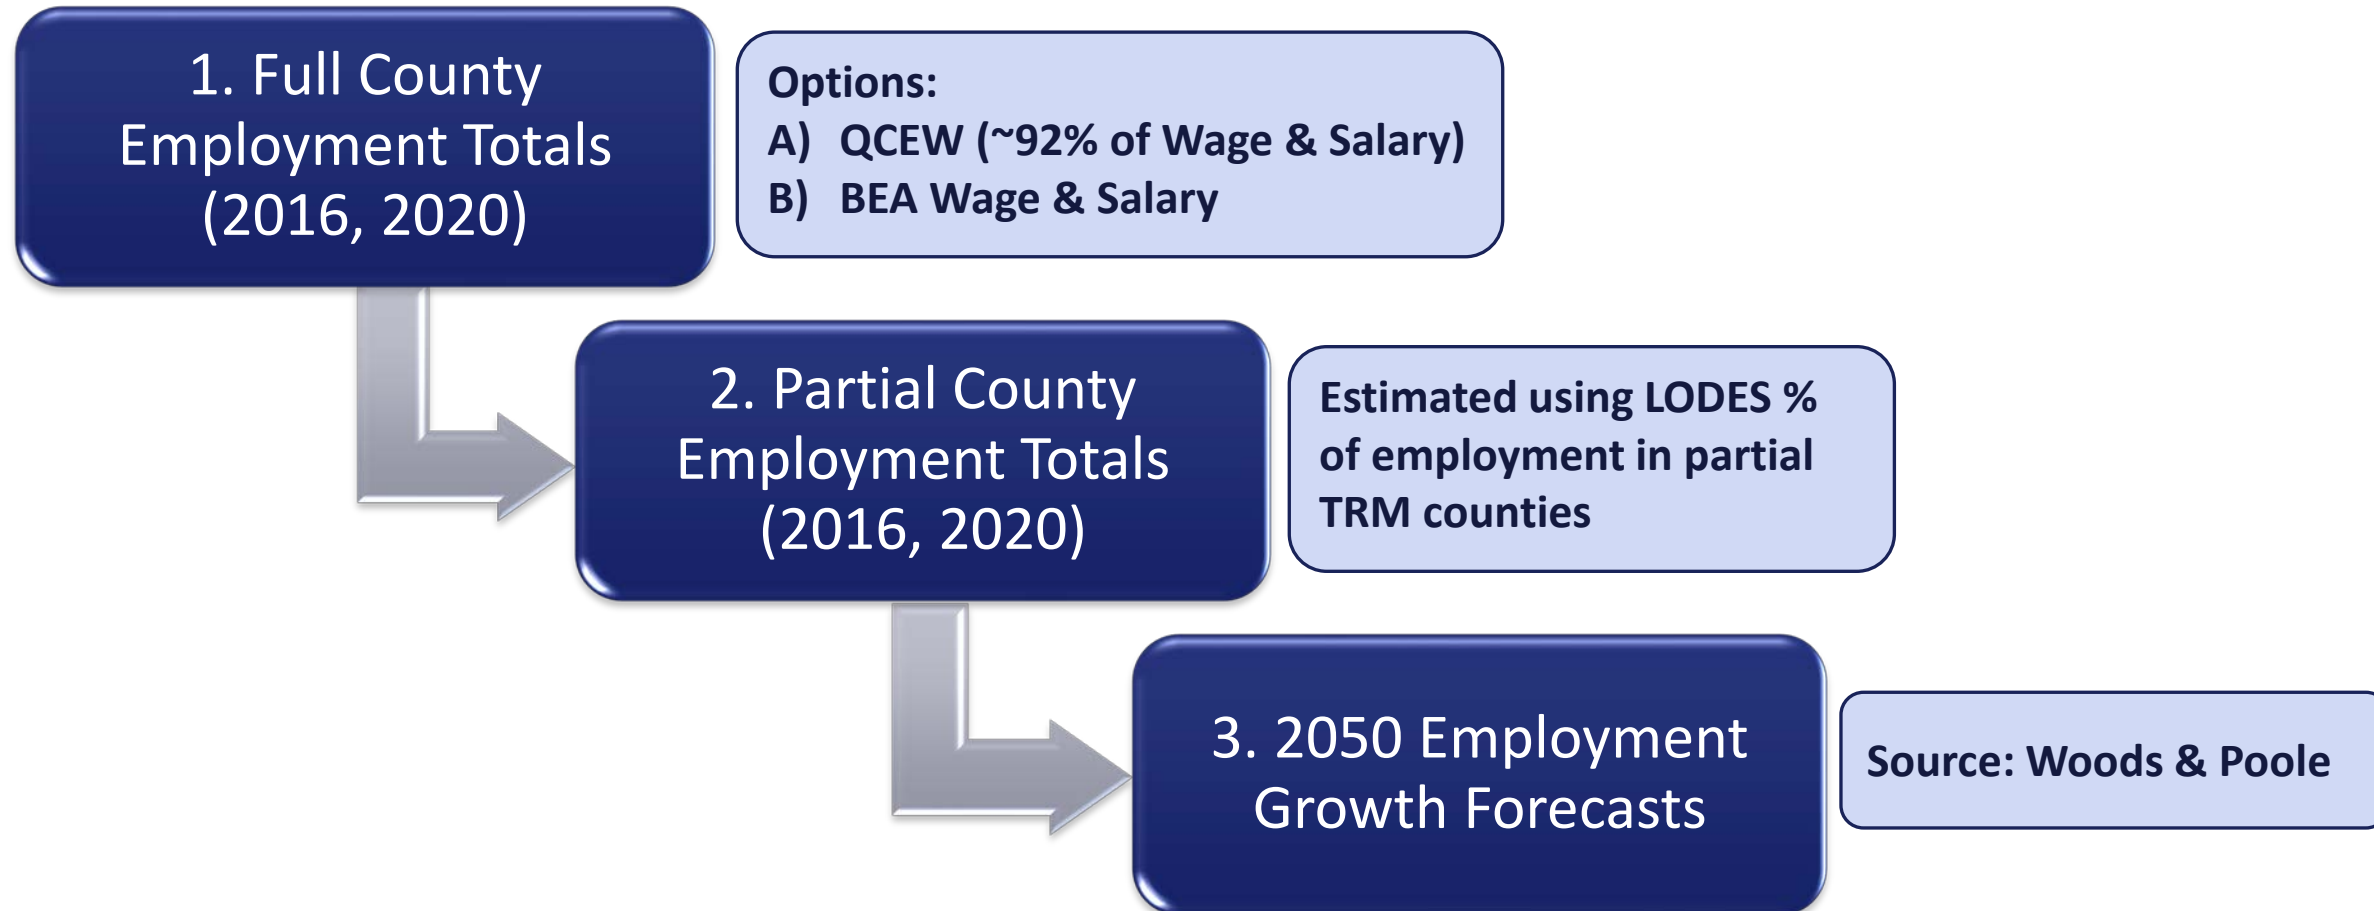 1. Full County
Employment Totals
(2016, 2020)
Options:
A) QCEW (~92% of Wage & Salary)
B) BEA Wage & Salary
2. Partial County
Employment Totals
(2016, 2020)
Estimated using LODES %
of employment in partial
TRM counties
3. 2050 Employment
Growth Forecasts
Source: Woods & Poole